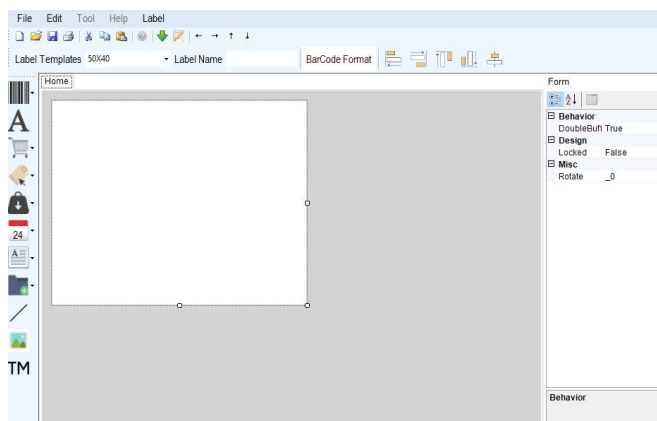 File Edit Tool Help Label
Label Templates 50X40 Label Name BarCode Format
Home
Form
Behavior
DoubleBuff True
Design
Locked False
Misc
Rotate _0
A
24
A
TM
Behavior